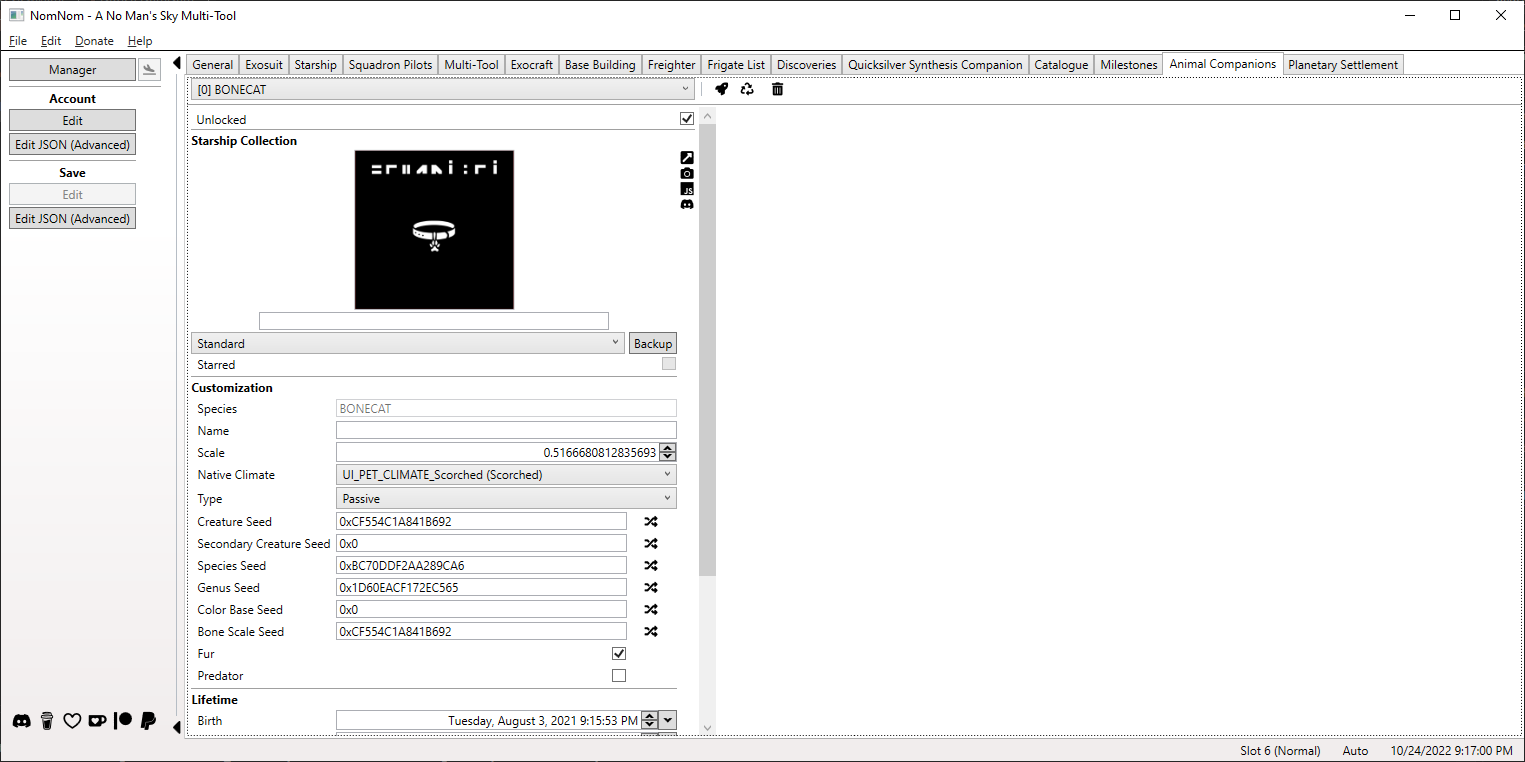 NomNom - A No Man's Sky Multi-Tool
File Edit Donate Help
Manager
Account
Edit
Edit JSON (Advanced)
Save
Edit
Edit JSON (Advanced)
General Exosuit Starship Squadron Pilots Multi-Tool Exocraft Base Building Freighter Frigate List Discoveries Quicksilver Synthesis Companion Catalogue Milestones Animal Companions Planetary Settlement
[0] BONECAT
Unlocked
Starship Collection
JS
Standard Backup
Starred
Customization
Species BONECAT
Name
Scale 0.5166680812835693
Native Climate UI_PET_CLIMATE_Scorched (Scorched)
Type Passive
Creature Seed 0xCF554C1A841B692
Secondary Creature Seed 0x0
Species Seed 0xBC70DDF2AA289CA6
Genus Seed 0x1D60EACF172EC565
Color Base Seed 0x0
Bone Scale Seed 0xCF554C1A841B692
Fur
Predator
Lifetime
Birth Tuesday, August 3, 2021 9:15:53 PM
Slot 6 (Normal) Auto 10/24/2022 9:17:00 PM